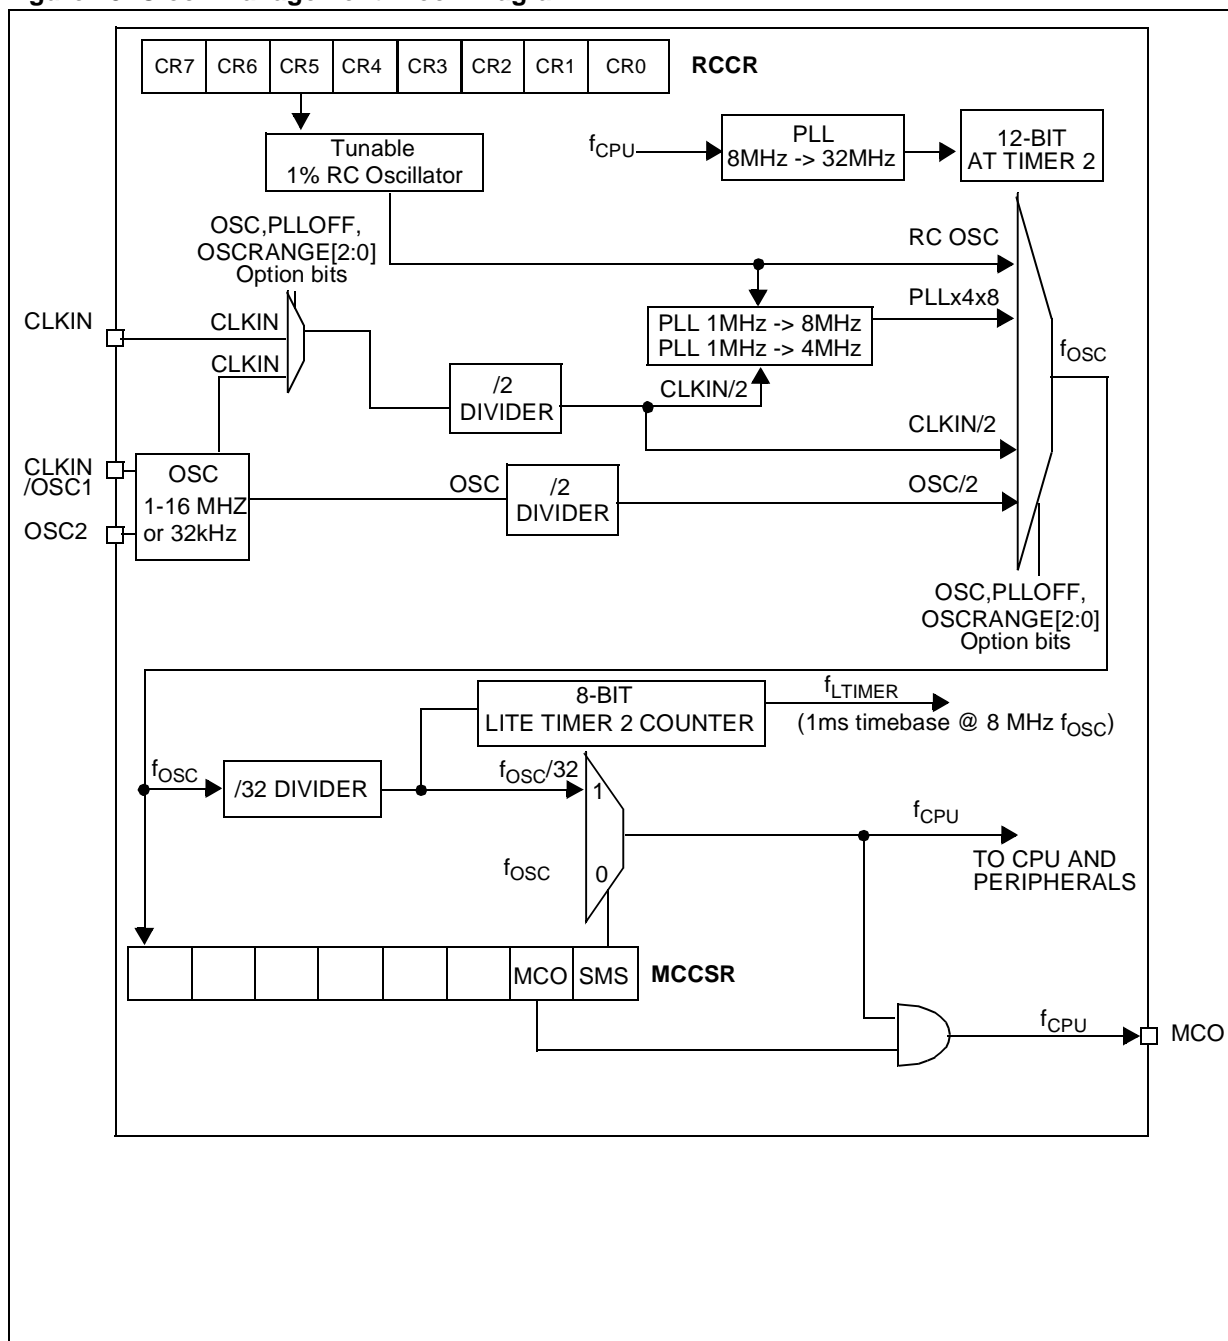 CR7 CR6 CR5 CR4 CR3 CR2 CR1 CR0 RCCR
Tunable
1% RC Oscillator
fCPU
PLL
8MHz -> 32MHz
12-BIT
AT TIMER 2
OSC,PLLOFF,
OSCRANGE[2:0]
Option bits
RC OSC
PLLx4x8
CLKIN
CLKIN
CLKIN
PLL 1MHz -> 8MHz
PLL 1MHz -> 4MHz
fOSC
/2
DIVIDER
CLKIN/2
CLKIN/2
CLKIN
/OSC1
OSC2
OSC
1-16 MHZ
or 32kHz
OSC
/2
DIVIDER
OSC/2
OSC,PLLOFF,
OSCRANGE[2:0]
Option bits
8-BIT
LITE TIMER 2 COUNTER
fLTIMER
(1ms timebase @ 8 MHz fOSC)
fOSC
/32 DIVIDER
fOSC/32
1
fOSC
0
fCPU
TO CPU AND
PERIPHERALS
MCO SMS MCCSR
fCPU
MCO